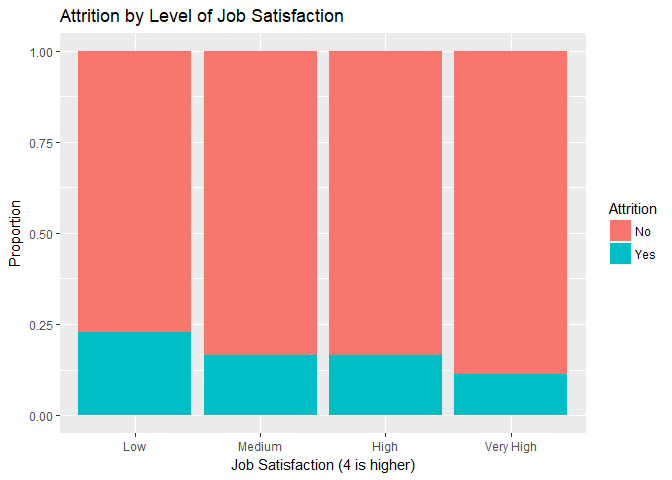 Attrition by Level of Job Satisfaction
1.00
0.75
0.50
0.25
0.00
Proportion
Low Medium High Very High
Job Satisfaction (4 is higher)
Attrition
No
Yes